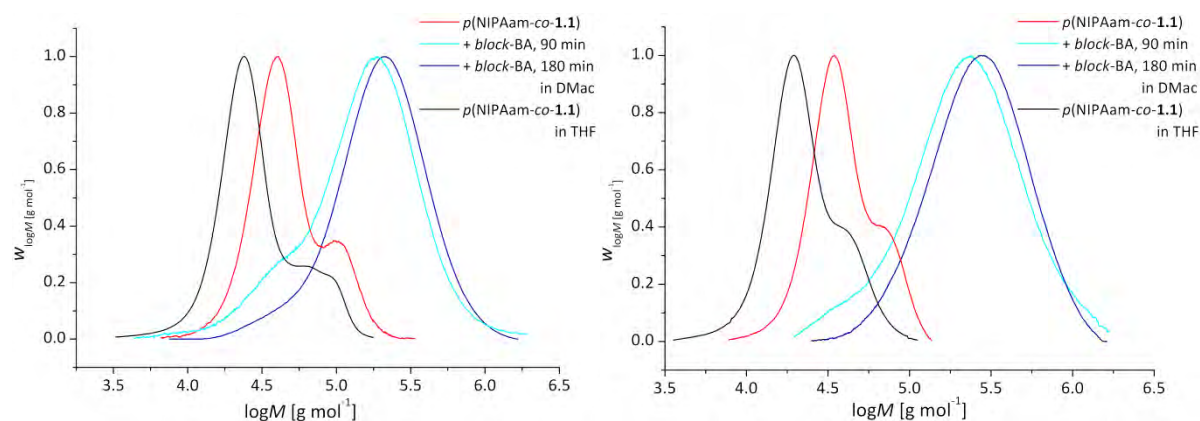 p(NIPAam-co-1.1)
+ block-BA, 90 min
+ block-BA, 180 min
in DMac
p(NIPAam-co-1.1)
in THF
1.0
0.8
0.6
0.4
0.2
0.0
w logM [g mol⁻¹]
3.5 4.0 4.5 5.0 5.5 6.0 6.5
logM [g mol⁻¹]
p(NIPAam-co-1.1)
+ block-BA, 90 min
+ block-BA, 180 min
in DMac
p(NIPAam-co-1.1)
in THF
1.0
0.8
0.6
0.4
0.2
0.0
w logM [g mol⁻¹]
3.5 4.0 4.5 5.0 5.5 6.0 6.5
logM [g mol⁻¹]